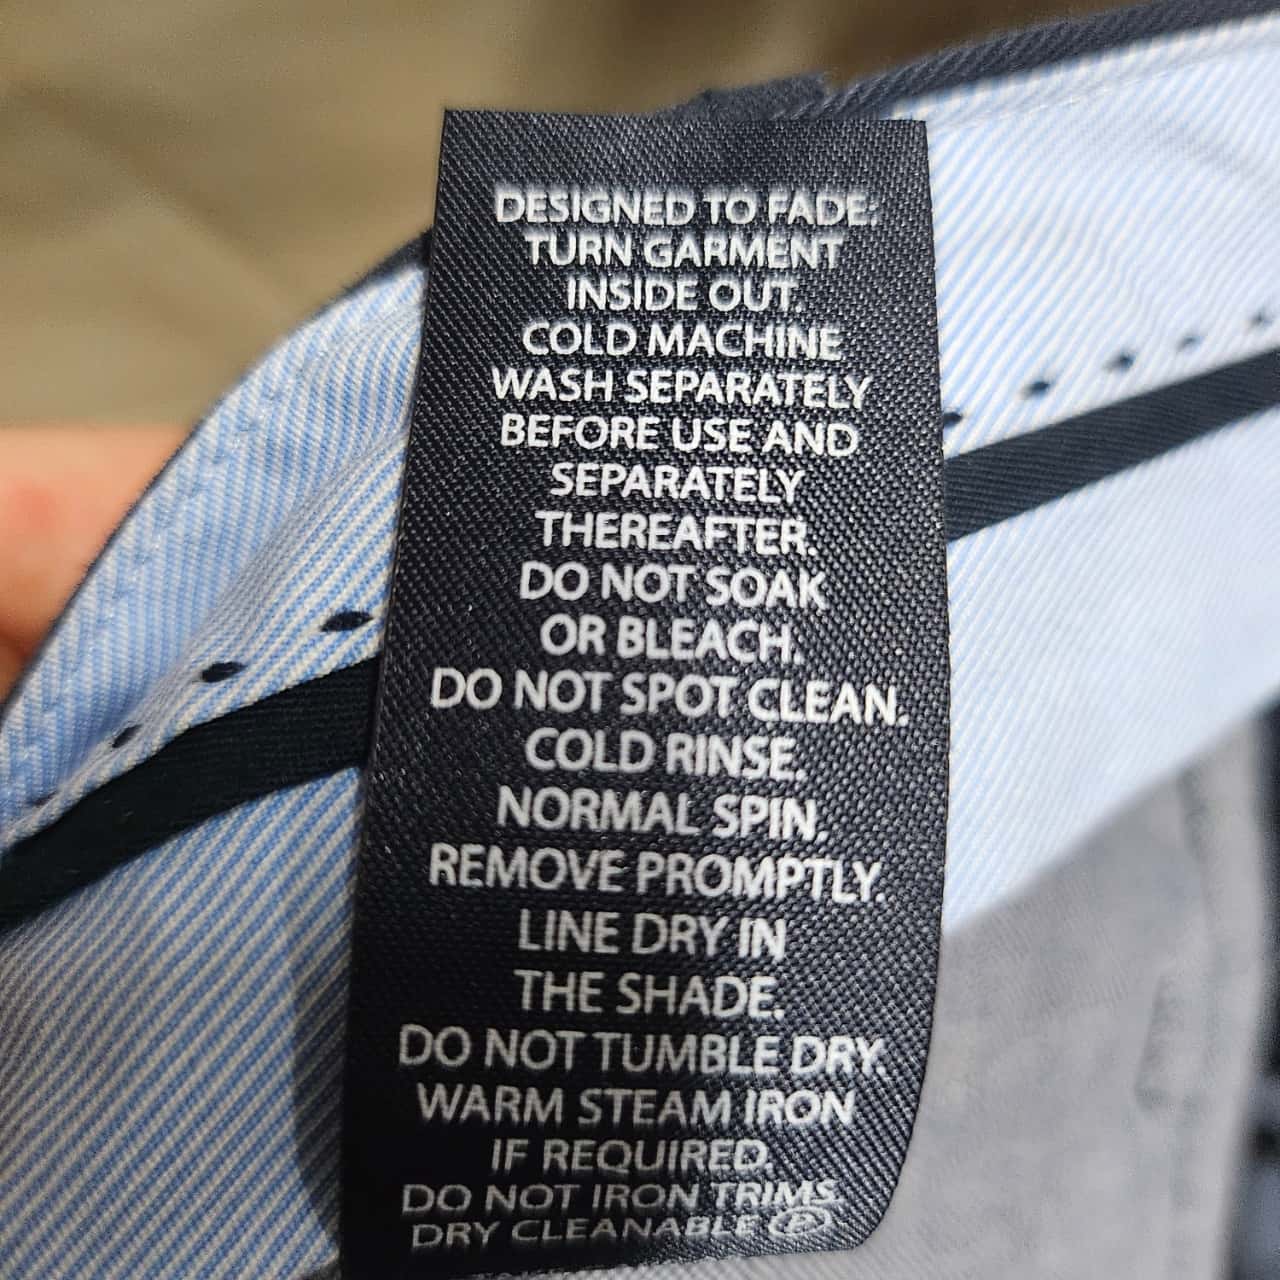 DESIGNED TO FADE:
TURN GARMENT
INSIDE OUT.
COLD MACHINE
WASH SEPARATELY
BEFORE USE AND
SEPARATELY
THEREAFTER.
DO NOT SOAK
OR BLEACH.
DO NOT SPOT CLEAN.
COLD RINSE.
NORMAL SPIN.
REMOVE PROMPTLY.
LINE DRY IN
THE SHADE.
DO NOT TUMBLE DRY.
WARM STEAM IRON
IF REQUIRED.
DO NOT IRON TRIMS.
DRY CLEANABLE Ⓟ